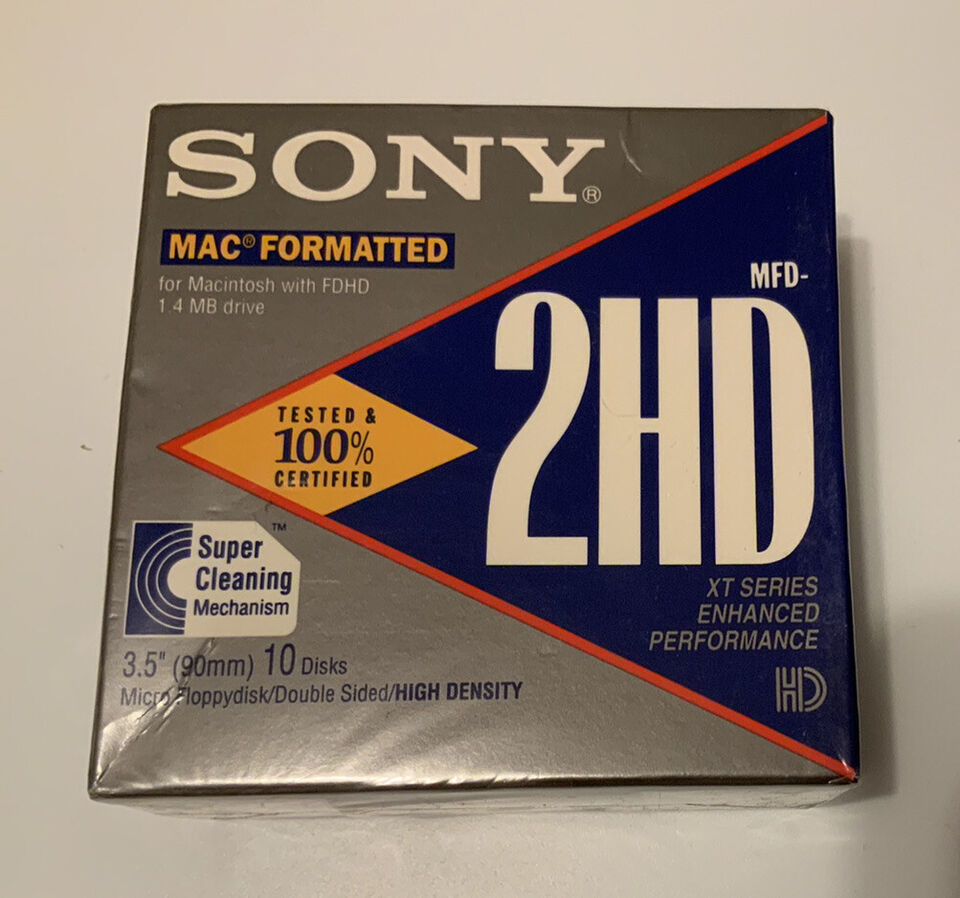 SONY®
MAC® FORMATTED
for Macintosh with FDHD
1.4 MB drive
MFD-
2HD
TESTED &
100%
CERTIFIED
Super ™
Cleaning
Mechanism
XT SERIES
ENHANCED
PERFORMANCE
HD
3.5" (90mm) 10 Disks
Micro Floppydisk/Double Sided/HIGH DENSITY